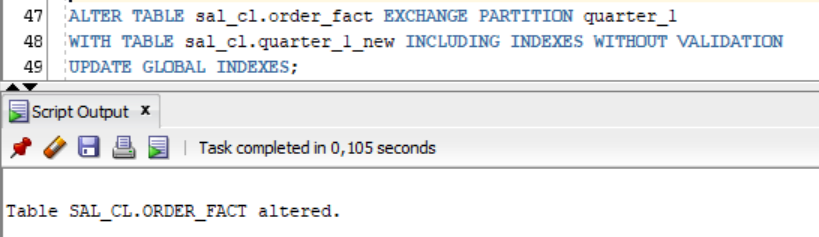 47 ALTER TABLE sal_cl.order_fact EXCHANGE PARTITION quarter_1
48 WITH TABLE sal_cl.quarter_1_new INCLUDING INDEXES WITHOUT VALIDATION
49 UPDATE GLOBAL INDEXES;
Script Output x
Task completed in 0,105 seconds
Table SAL_CL.ORDER_FACT altered.